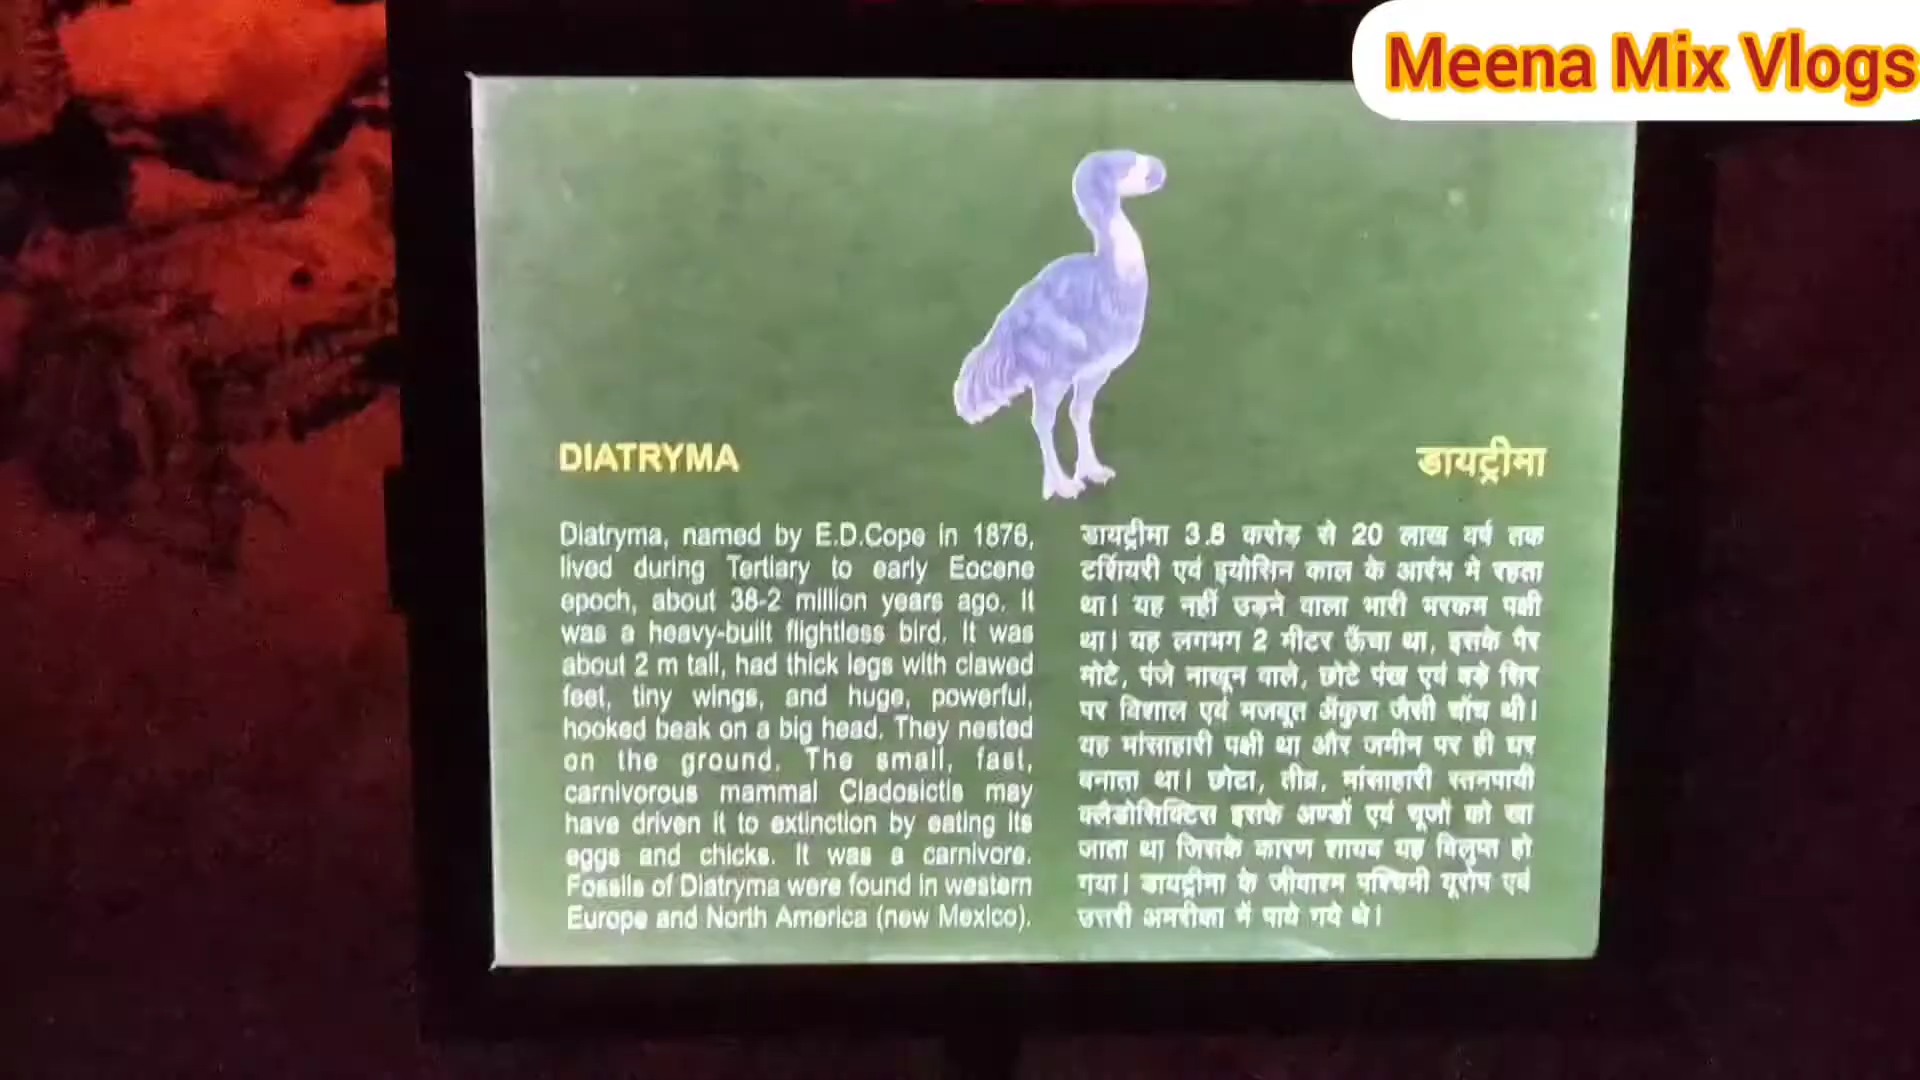 Meena Mix Vlogs
DIATRYMA
Diatryma, named by E.D.Cope in 1876,
lived during Tertiary to early Eocene
epoch, about 38-2 million years ago. It
was a heavy-built flightless bird. It was
about 2 m tall, had thick legs with clawed
feet, tiny wings, and huge, powerful,
hooked beak on a big head. They nested
on the ground. The small, fast,
carnivorous mammal Cladosictis may
have driven it to extinction by eating its
eggs and chicks. It was a carnivore.
Fossils of Diatryma were found in western
Europe and North America (new Mexico).
डायट्रीमा
डायट्रीमा 3.8 करोड़ से 20 लाख वर्ष तक
टर्शियरी एवं इयोसिन काल के आरंभ मे रहता
था। यह नहीं उड़ने वाला भारी भरकम पक्षी
था। यह लगभग 2 मीटर ऊँचा था, इसके पैर
मोटे, पंजे नाखून वाले, छोटे पंख एवं बड़े सिर
पर विशाल एवं मजबूत अँकुश जैसी चोंच थी।
यह मांसाहारी पक्षी था और जमीन पर ही घर
बनाता था। छोटा, तीव्र, मांसाहारी स्तनपायी
क्लैडोसिक्टिस इसके अण्डों एवं चूजों को खा
जाता था जिसके कारण शायद यह विलुप्त हो
गया। डायट्रीमा के जीवाश्म पश्चिमी यूरोप एवं
उत्तरी अमरीका में पाये गये थे।